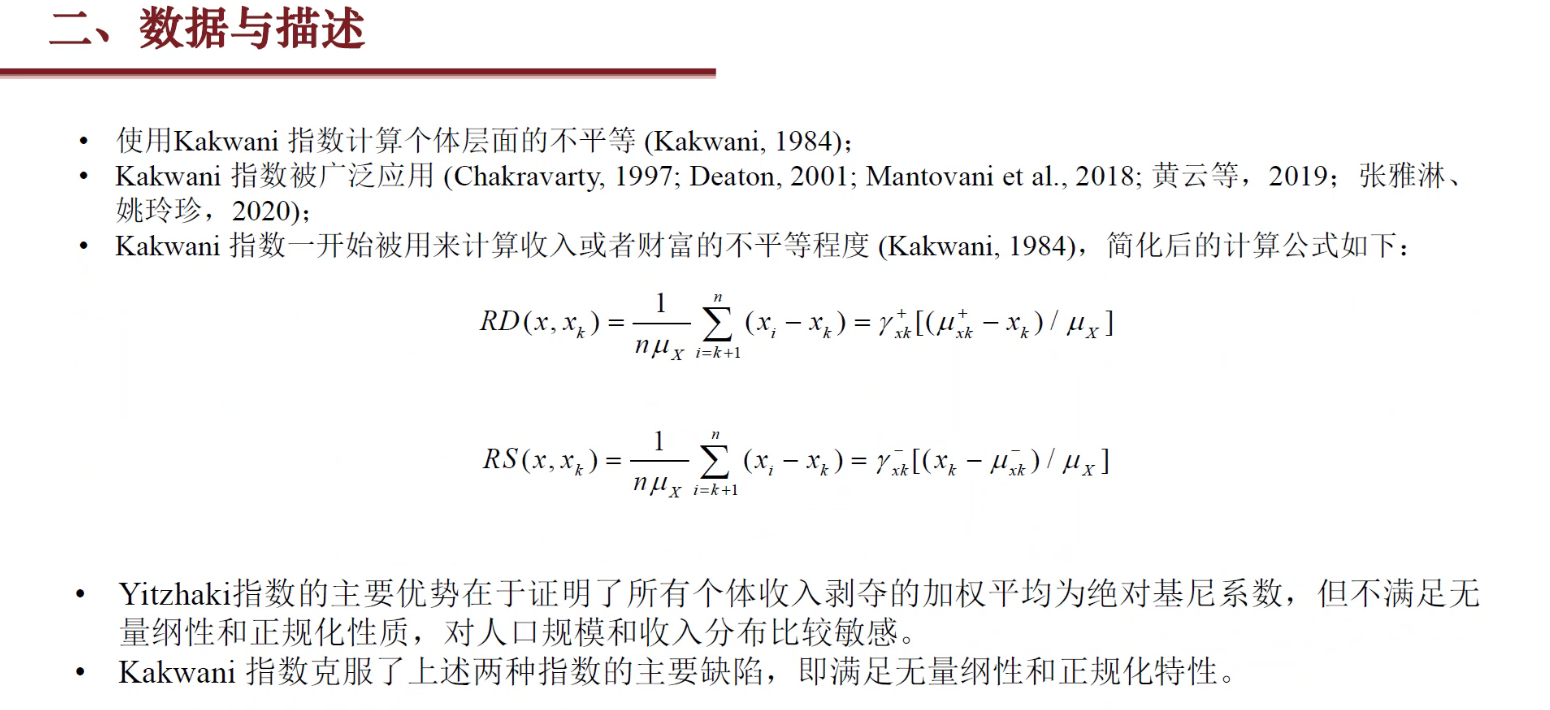 二、数据与描述
• 使用Kakwani 指数计算个体层面的不平等 (Kakwani, 1984)；
• Kakwani 指数被广泛应用 (Chakravarty, 1997; Deaton, 2001; Mantovani et al., 2018; 黄云等，2019；张雅淋、
姚玲珍，2020)；
• Kakwani 指数一开始被用来计算收入或者财富的不平等程度 (Kakwani, 1984)，简化后的计算公式如下：
$RD(x, x_k) = \frac{1}{n\mu_X} \sum_{i=k+1}^{n} (x_i - x_k) = \gamma_{xk}^{+}[(\mu_{xk}^{+} - x_k) / \mu_X]$
$RS(x, x_k) = \frac{1}{n\mu_X} \sum_{i=k+1}^{n} (x_i - x_k) = \gamma_{xk}^{-}[(x_k - \mu_{xk}^{-}) / \mu_X]$
• Yitzhaki指数的主要优势在于证明了所有个体收入剥夺的加权平均为绝对基尼系数，但不满足无
量纲性和正规化性质，对人口规模和收入分布比较敏感。
• Kakwani 指数克服了上述两种指数的主要缺陷，即满足无量纲性和正规化特性。